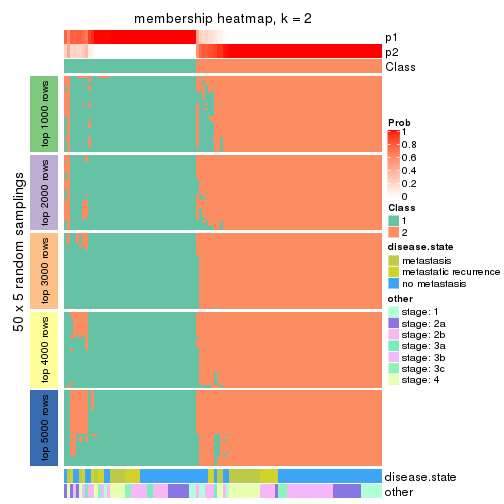 membership heatmap, k = 2
p1
p2
Class
50 x 5 random samplings
top 1000 rows
top 2000 rows
top 3000 rows
top 4000 rows
top 5000 rows
disease.state
other
Prob
1
0.8
0.6
0.4
0.2
0
Class
1
2
disease.state
metastasis
metastatic recurrence
no metastasis
other
stage: 1
stage: 2a
stage: 2b
stage: 3a
stage: 3b
stage: 3c
stage: 4